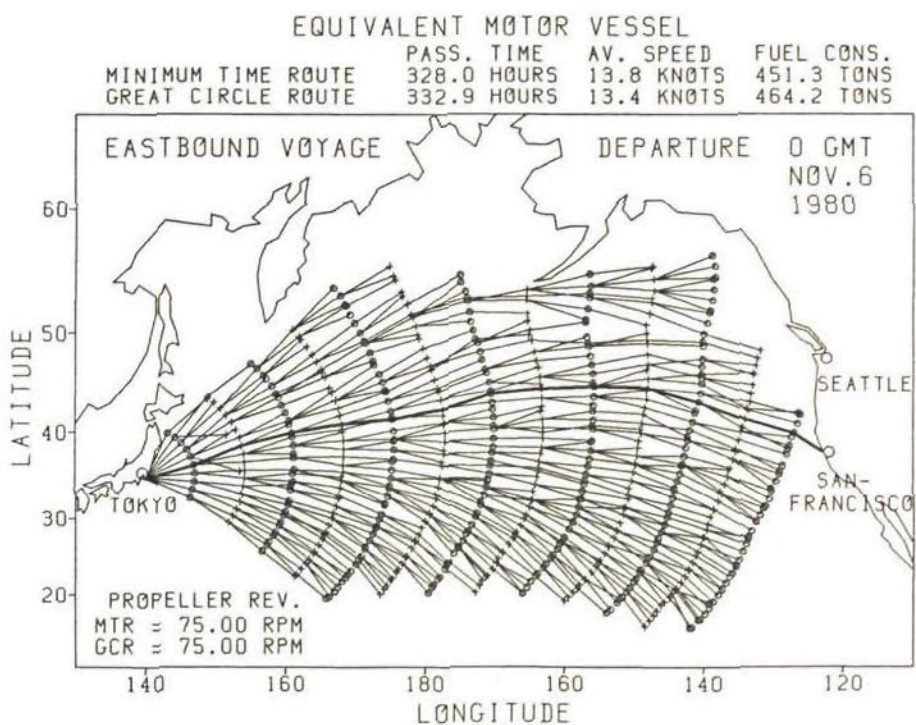 EQUIVALENT MOTOR VESSEL
PASS. TIME AV. SPEED FUEL CONS.
MINIMUM TIME ROUTE 328.0 HOURS 13.8 KNOTS 451.3 TONS
GREAT CIRCLE ROUTE 332.9 HOURS 13.4 KNOTS 464.2 TONS
EASTBOUND VOYAGE DEPARTURE 0 GMT
NOV.6
1980
60
50
40
30
20
LATITUDE
SEATTLE
SAN-
FRANCISCO
TOKYO
PROPELLER REV.
MTR = 75.00 RPM
GCR = 75.00 RPM
140 160 180 160 140 120
LONGITUDE